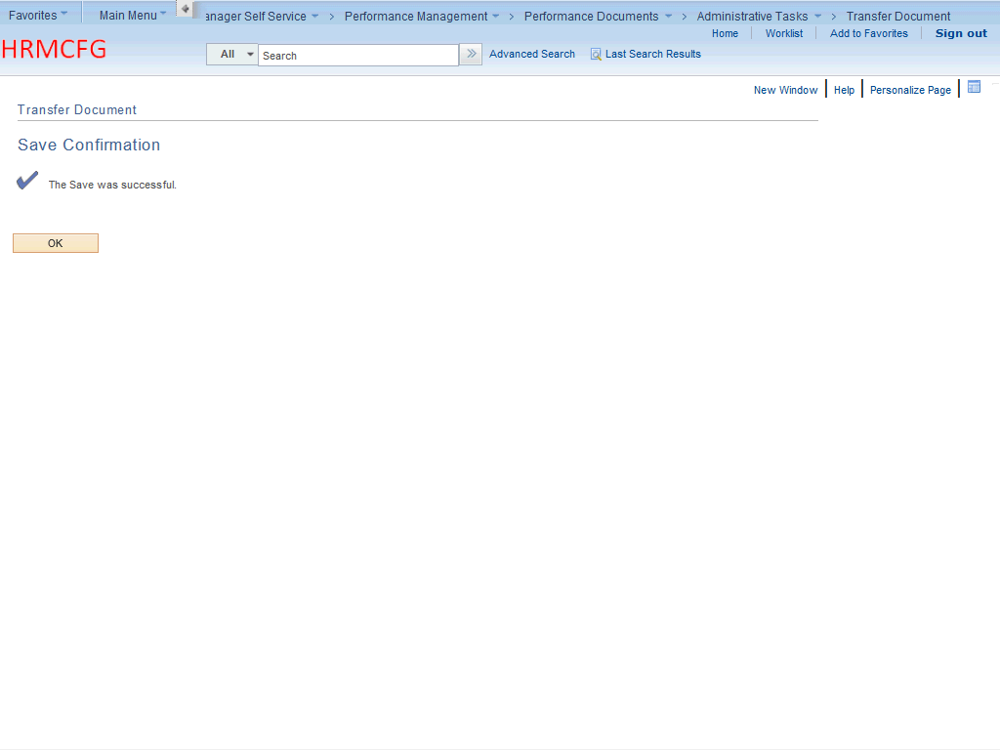 Favorites Main Menu anager Self Service > Performance Management > Performance Documents > Administrative Tasks > Transfer Document
Home Worklist Add to Favorites Sign out
HRMCFG
All Search Advanced Search Last Search Results
New Window Help Personalize Page
Transfer Document
Save Confirmation
The Save was successful.
OK